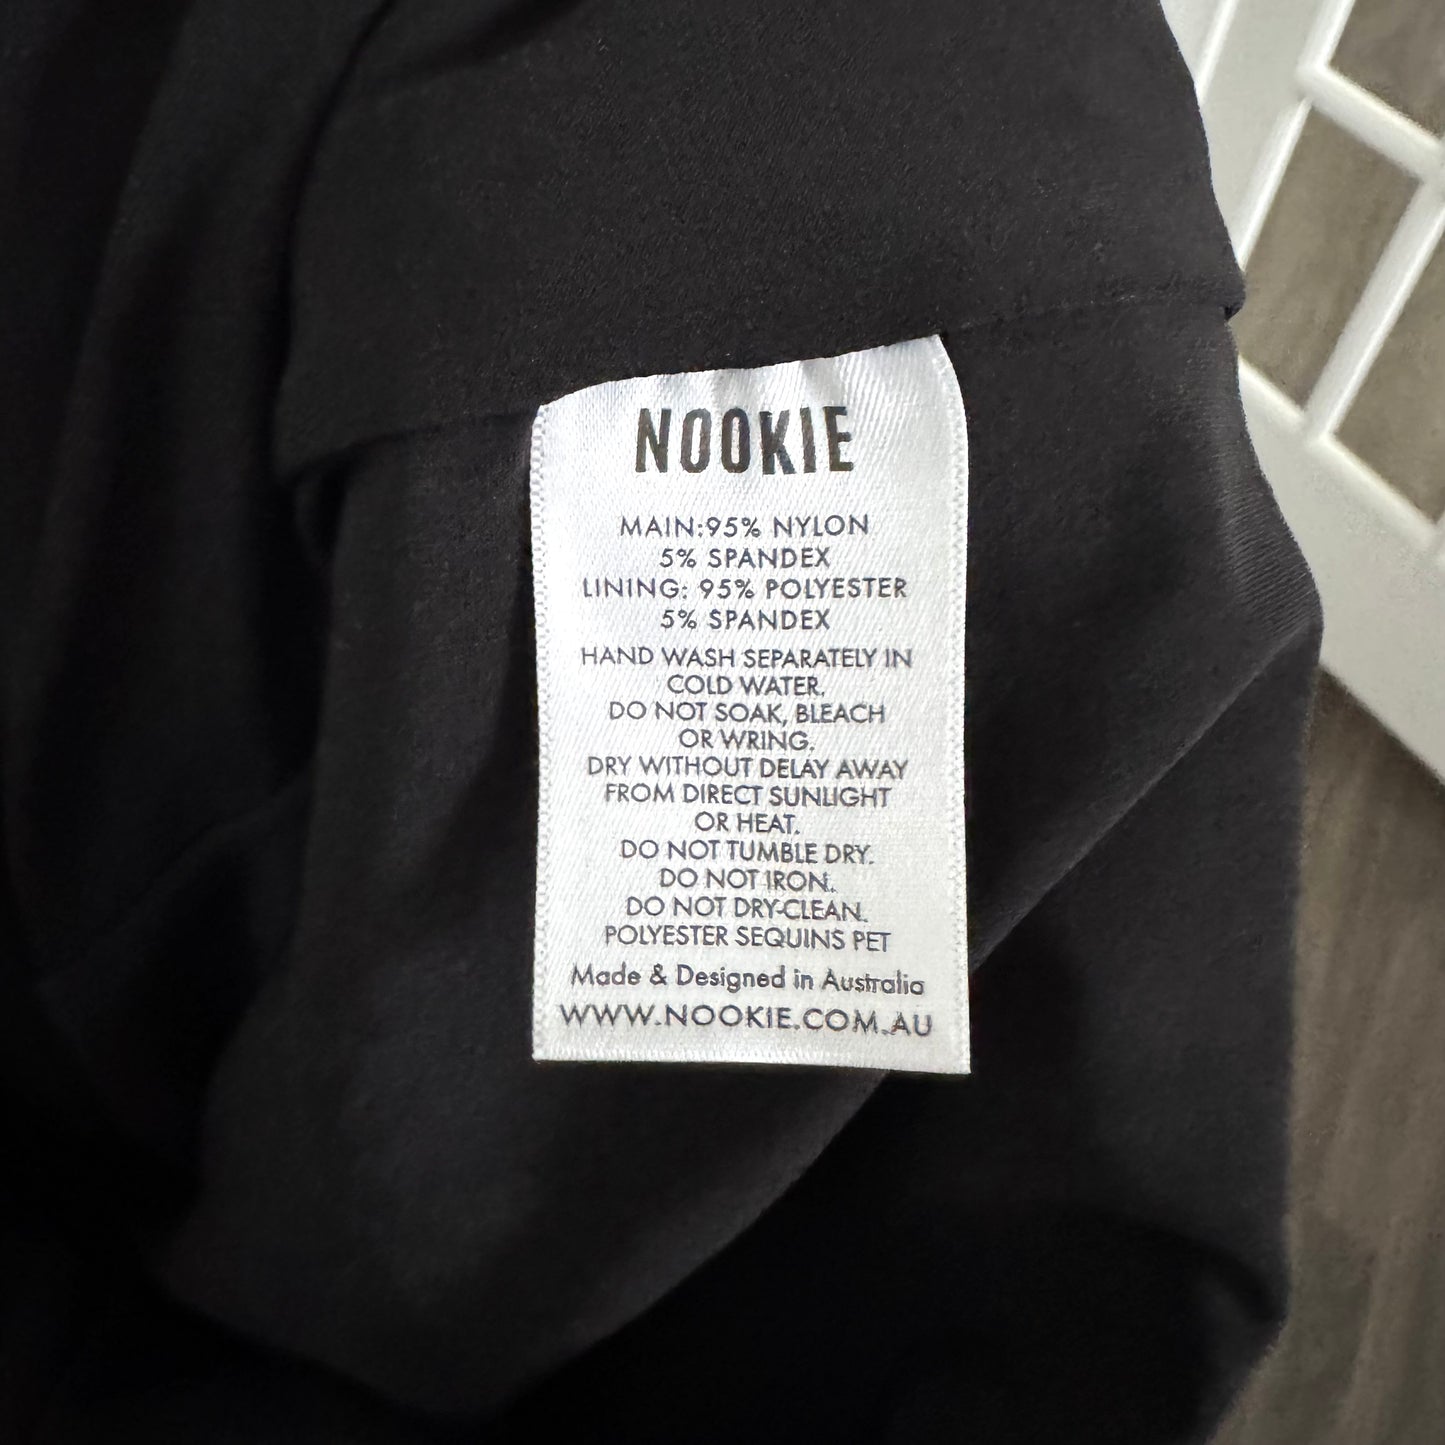 NOOKIE
MAIN:95% NYLON
5% SPANDEX
LINING: 95% POLYESTER
5% SPANDEX
HAND WASH SEPARATELY IN
COLD WATER.
DO NOT SOAK, BLEACH
OR WRING.
DRY WITHOUT DELAY AWAY
FROM DIRECT SUNLIGHT
OR HEAT.
DO NOT TUMBLE DRY.
DO NOT IRON.
DO NOT DRY-CLEAN.
POLYESTER SEQUINS PET
Made & Designed in Australia
WWW.NOOKIE.COM.AU